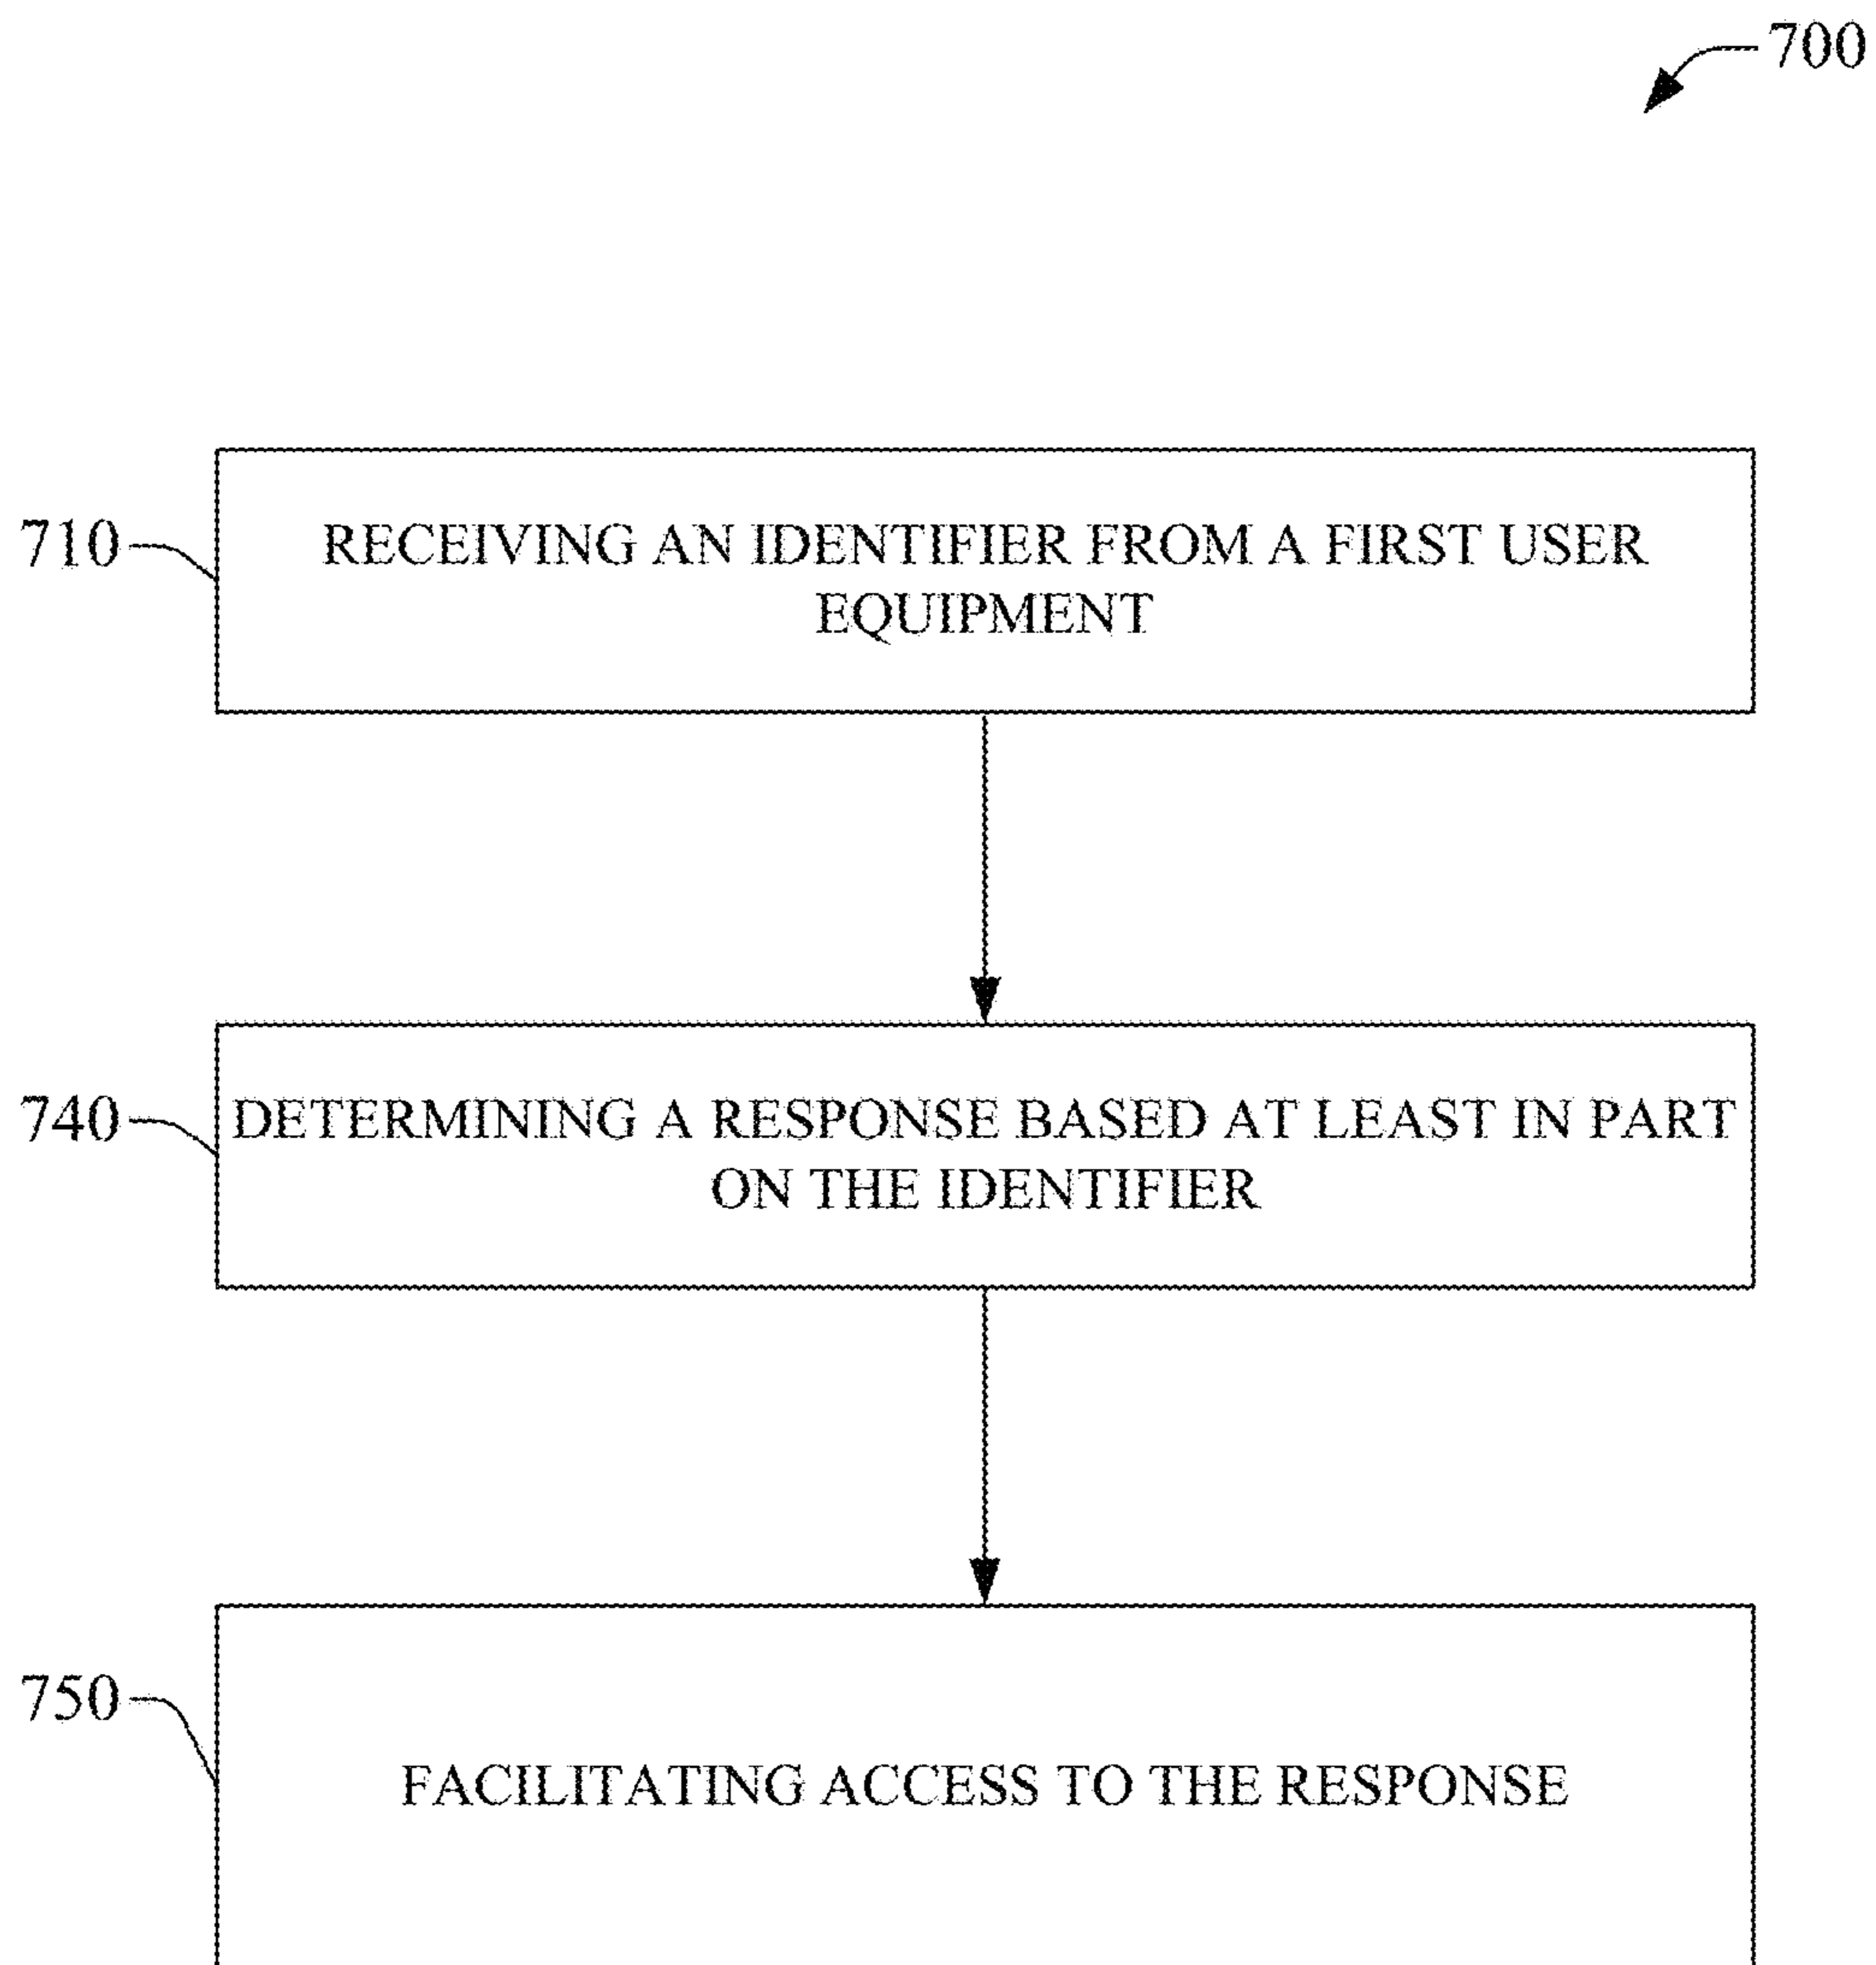 700
710
RECEIVING AN IDENTIFIER FROM A FIRST USER
EQUIPMENT
740
DETERMINING A RESPONSE BASED AT LEAST IN PART
ON THE IDENTIFIER
750
FACILITATING ACCESS TO THE RESPONSE